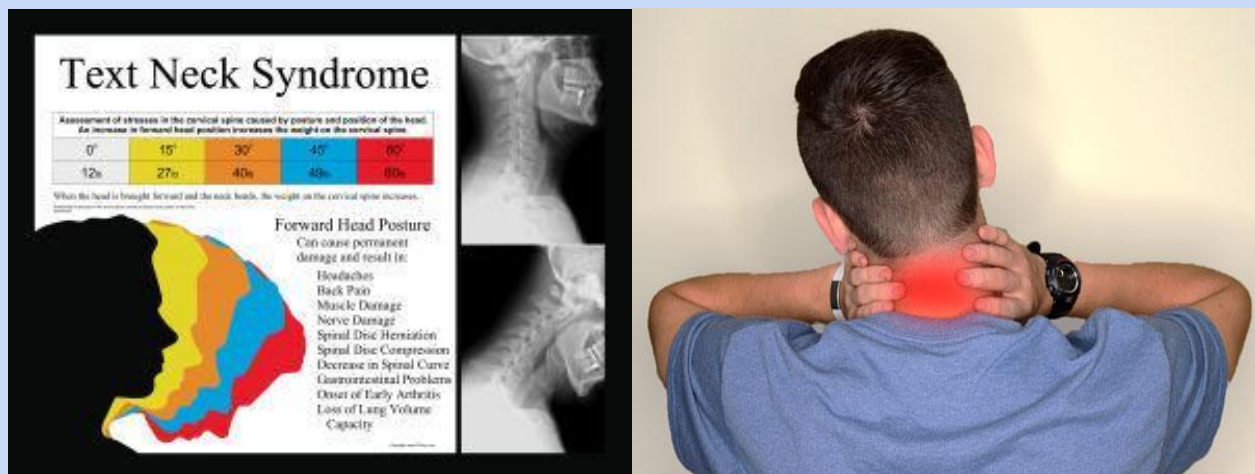 Text Neck Syndrome
Assessment of stresses in the cervical spine caused by posture and position of the head.
An increase in forward head position increases the weight on the cervical spine
0° 15° 30° 45° 60°
12lb 27lb 40lb 49lb 60lb
When the head is brought forward and the neck bends, the weight on the cervical spine increases.
Forward Head Posture
Can cause permanent
damage and result in:
Headaches
Back Pain
Muscle Damage
Nerve Damage
Spinal Disc Herniation
Spinal Disc Compression
Decrease in Spinal Curve
Gastrointestinal Problems
Onset of Early Arthritis
Loss of Lung Volume
Capacity